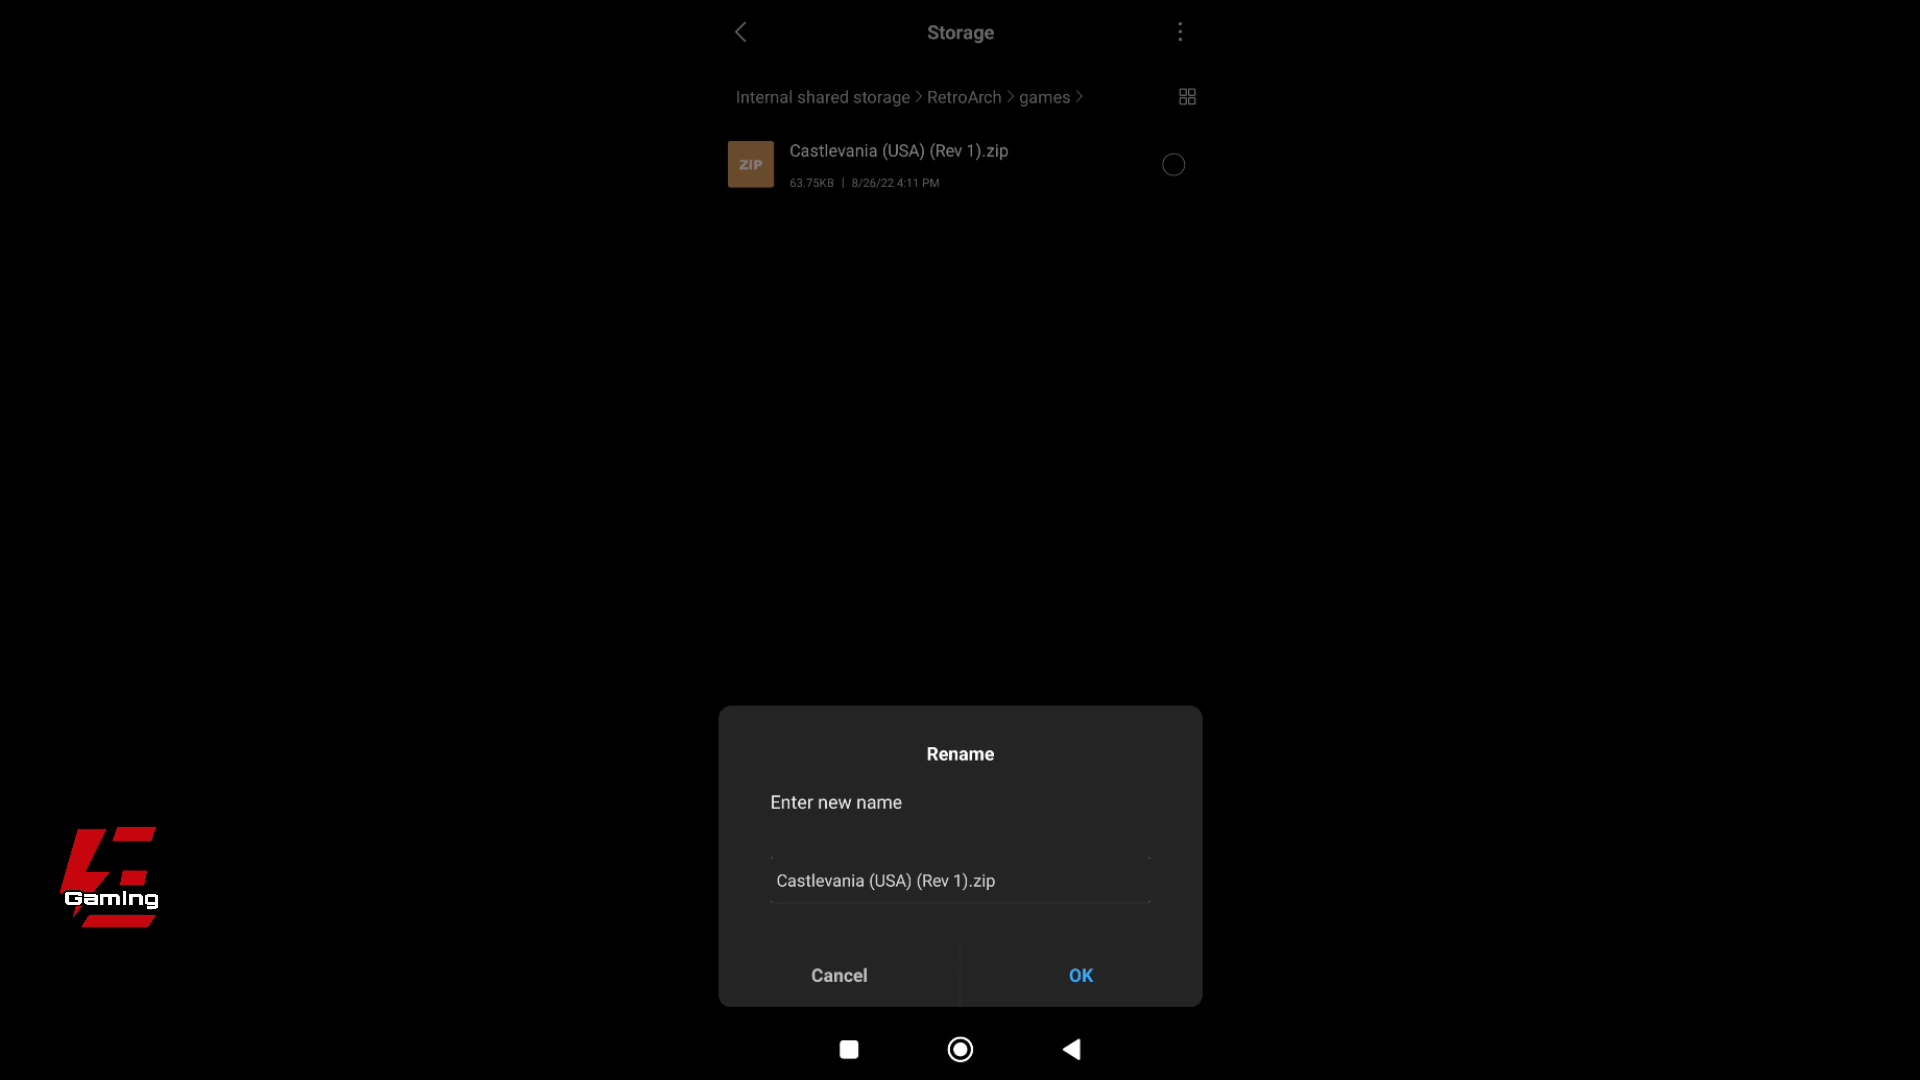 Storage
Internal shared storage > RetroArch > games >
ZIP
Castlevania (USA) (Rev 1).zip
63.75KB | 8/26/22 4:11 PM
Rename
Enter new name
Castlevania (USA) (Rev 1).zip
Cancel
OK
Gaming